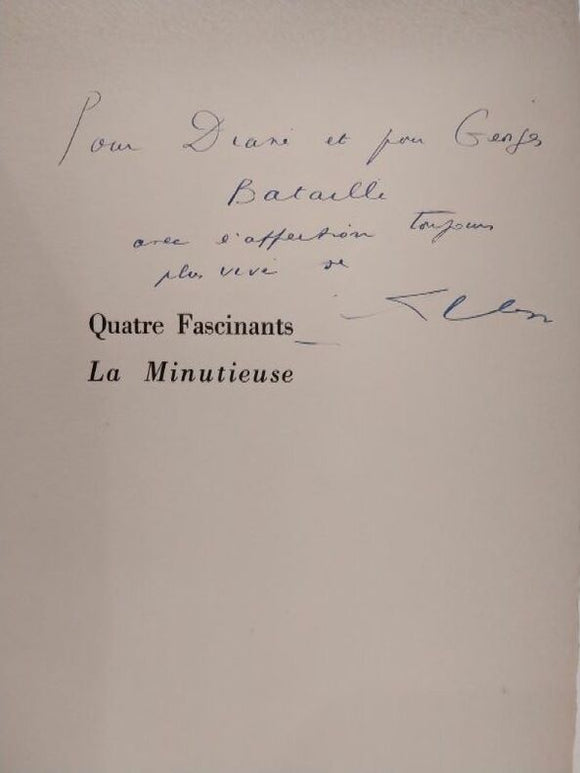 Pour Diane et pour Georges
Bataille
avec l'affection toujours
plus vive de
Quatre Fascinants
La Minutieuse